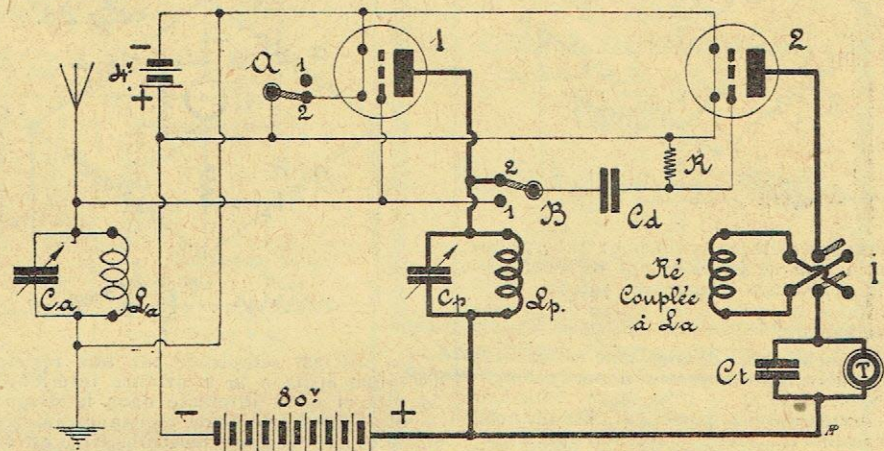 1
2
-
4v.
+
A
1
2
2
1
B
Cd
R
Ca
La
Cp
Lp.
Ré
Couplée
à La
I
Ct
T
-
80v
+